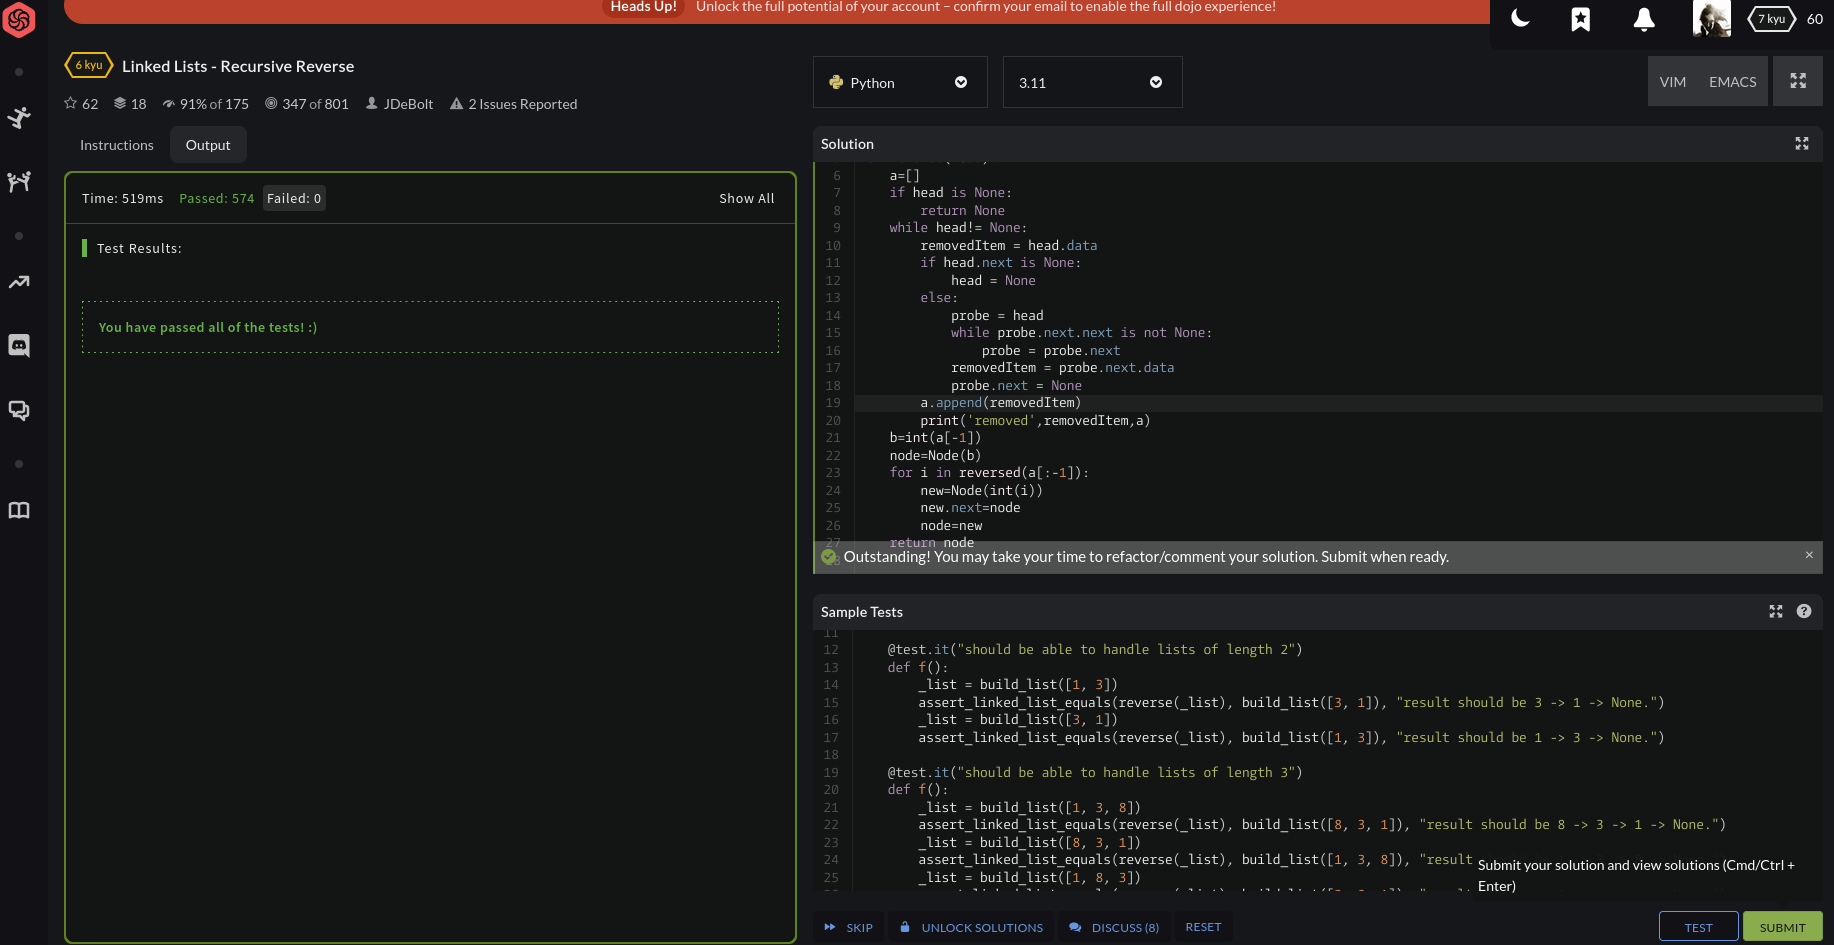 Heads Up! Unlock the full potential of your account – confirm your email to enable the full dojo experience!
7 kyu 60
6 kyu Linked Lists - Recursive Reverse
62 18 91% of 175 347 of 801 JDeBolt 2 Issues Reported
Instructions Output
Time: 519ms Passed: 574 Failed: 0 Show All
Test Results:
You have passed all of the tests! :)
Python 3.11 VIM EMACS
Solution
6 a=[]
7 if head is None:
8 return None
9 while head!= None:
10 removedItem = head.data
11 if head.next is None:
12 head = None
13 else:
14 probe = head
15 while probe.next.next is not None:
16 probe = probe.next
17 removedItem = probe.next.data
18 probe.next = None
19 a.append(removedItem)
20 print('removed',removedItem,a)
21 b=int(a[-1])
22 node=Node(b)
23 for i in reversed(a[:-1]):
24 new=Node(int(i))
25 new.next=node
26 node=new
27 return node
28
Outstanding! You may take your time to refactor/comment your solution. Submit when ready.
Sample Tests
11
12 @test.it("should be able to handle lists of length 2")
13 def f():
14 _list = build_list([1, 3])
15 assert_linked_list_equals(reverse(_list), build_list([3, 1]), "result should be 3 -> 1 -> None.")
16 _list = build_list([3, 1])
17 assert_linked_list_equals(reverse(_list), build_list([1, 3]), "result should be 1 -> 3 -> None.")
18
19 @test.it("should be able to handle lists of length 3")
20 def f():
21 _list = build_list([1, 3, 8])
22 assert_linked_list_equals(reverse(_list), build_list([8, 3, 1]), "result should be 8 -> 3 -> 1 -> None.")
23 _list = build_list([8, 3, 1])
24 assert_linked_list_equals(reverse(_list), build_list([1, 3, 8]), "result
25 _list = build_list([1, 8, 3])
Submit your solution and view solutions (Cmd/Ctrl +
Enter)
SKIP UNLOCK SOLUTIONS DISCUSS (8) RESET TEST SUBMIT